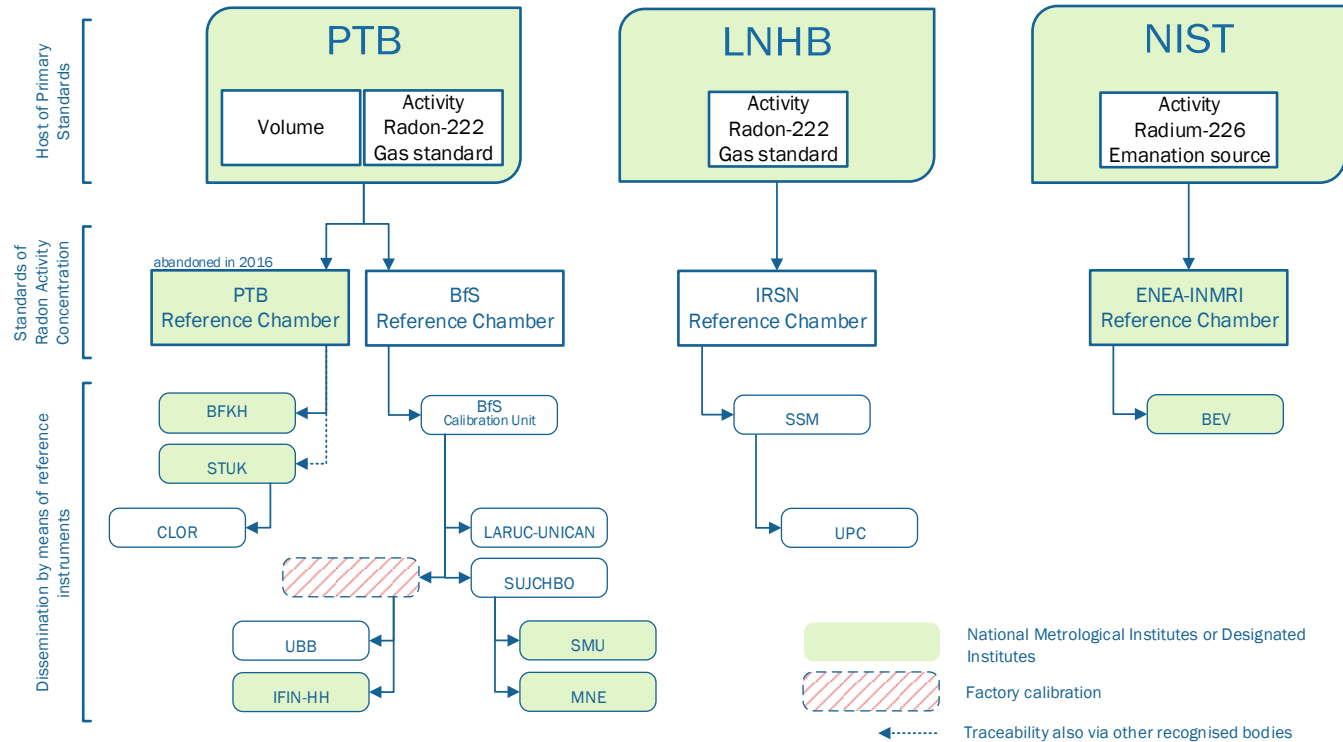 Host of Primary
Standards
PTB
Volume
Activity
Radon-222
Gas standard
LNHB
Activity
Radon-222
Gas standard
NIST
Activity
Radium-226
Emanation source
Standards of
Radon Activity
Concentration
abandoned in 2016
PTB
Reference Chamber
BfS
Reference Chamber
IRSN
Reference Chamber
ENEA-INMRI
Reference Chamber
Dissemination by means of reference
instruments
BFKH
STUK
CLOR
BfS
Calibration Unit
LARUC-UNICAN
SUJCHBO
UBB
IFIN-HH
SMU
MNE
SSM
UPC
BEV
National Metrological Institutes or Designated
Institutes
Factory calibration
Traceability also via other recognised bodies